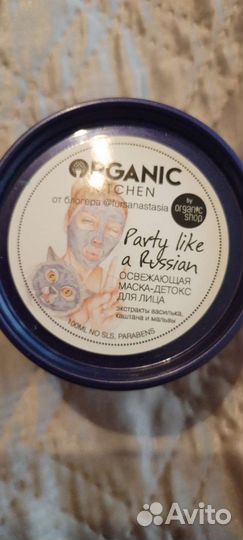 ORGANIC
KITCHEN
от блогера @fursanastasia
by
organic
shop
Party like
a Russian
ОСВЕЖАЮЩАЯ
МАСКА-ДЕТОКС
ДЛЯ ЛИЦА
экстракты василька,
каштана и мальвы
100ML NO SLS, PARABENS
Avito